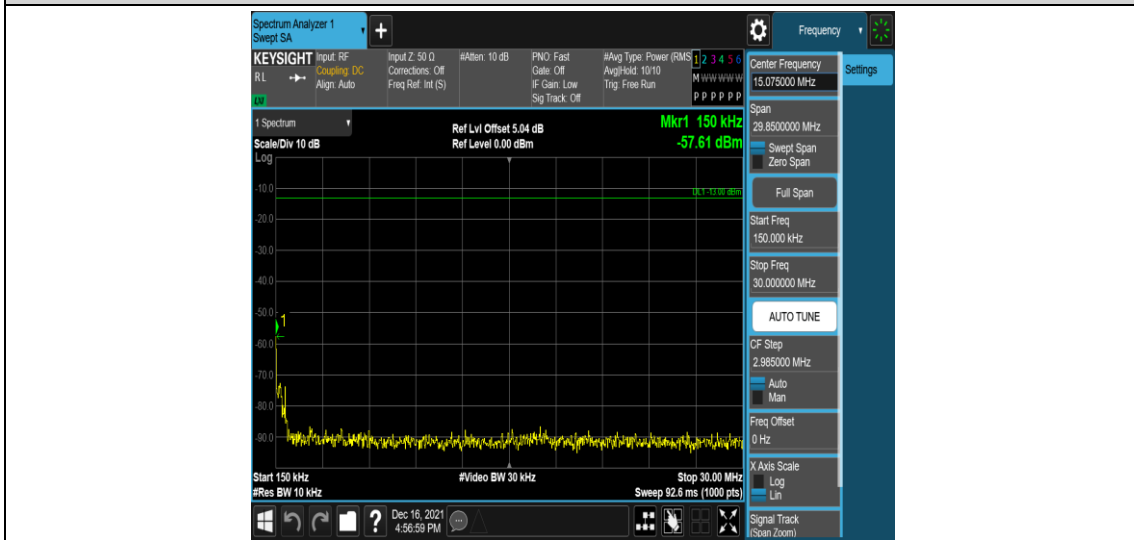 Spectrum Analyzer 1
Swept SA
+
Frequency
KEYSIGHT
RL
LXI
Input: RF
Coupling: DC
Align: Auto
Input Z: 50 Ω
Corrections: Off
Freq Ref: Int (S)
#Atten: 10 dB
PNO: Fast
Gate: Off
IF Gain: Low
Sig Track: Off
#Avg Type: Power (RMS
Avg|Hold: 10/10
Trig: Free Run
1 2 3 4 5 6
M W W W W W
P P P P P P
1 Spectrum
Scale/Div 10 dB
Log
Ref Lvl Offset 5.04 dB
Ref Level 0.00 dBm
Mkr1 150 kHz
-57.61 dBm
DL1 -13.00 dBm
-10.0
-20.0
-30.0
-40.0
-50.0
1
-60.0
-70.0
-80.0
-90.0
Start 150 kHz
#Res BW 10 kHz
#Video BW 30 kHz
Stop 30.00 MHz
Sweep 92.6 ms (1000 pts)
Center Frequency
15.075000 MHz
Settings
Span
29.8500000 MHz
Swept Span
Zero Span
Full Span
Start Freq
150.000 kHz
Stop Freq
30.000000 MHz
AUTO TUNE
CF Step
2.985000 MHz
Auto
Man
Freq Offset
0 Hz
X Axis Scale
Log
Lin
Signal Track
(Span Zoom)
?
Dec 16, 2021
4:56:59 PM